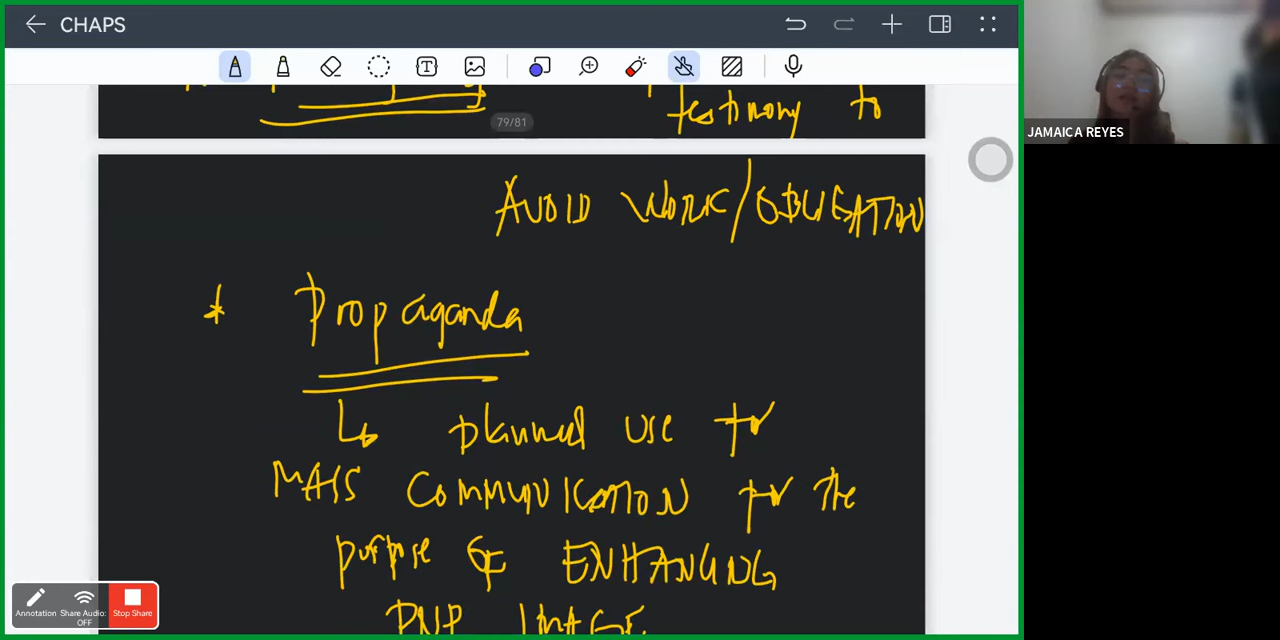 CHAPS
JAMAICA REYES
79/81
testimony to
AVOID WORK/OBLIGATION
* Propaganda
↳ planned use for
MASS COMMUNICATION for the
purpose of ENHANCING
PNP IMAGE
Annotation Share Audio: OFF Stop Share